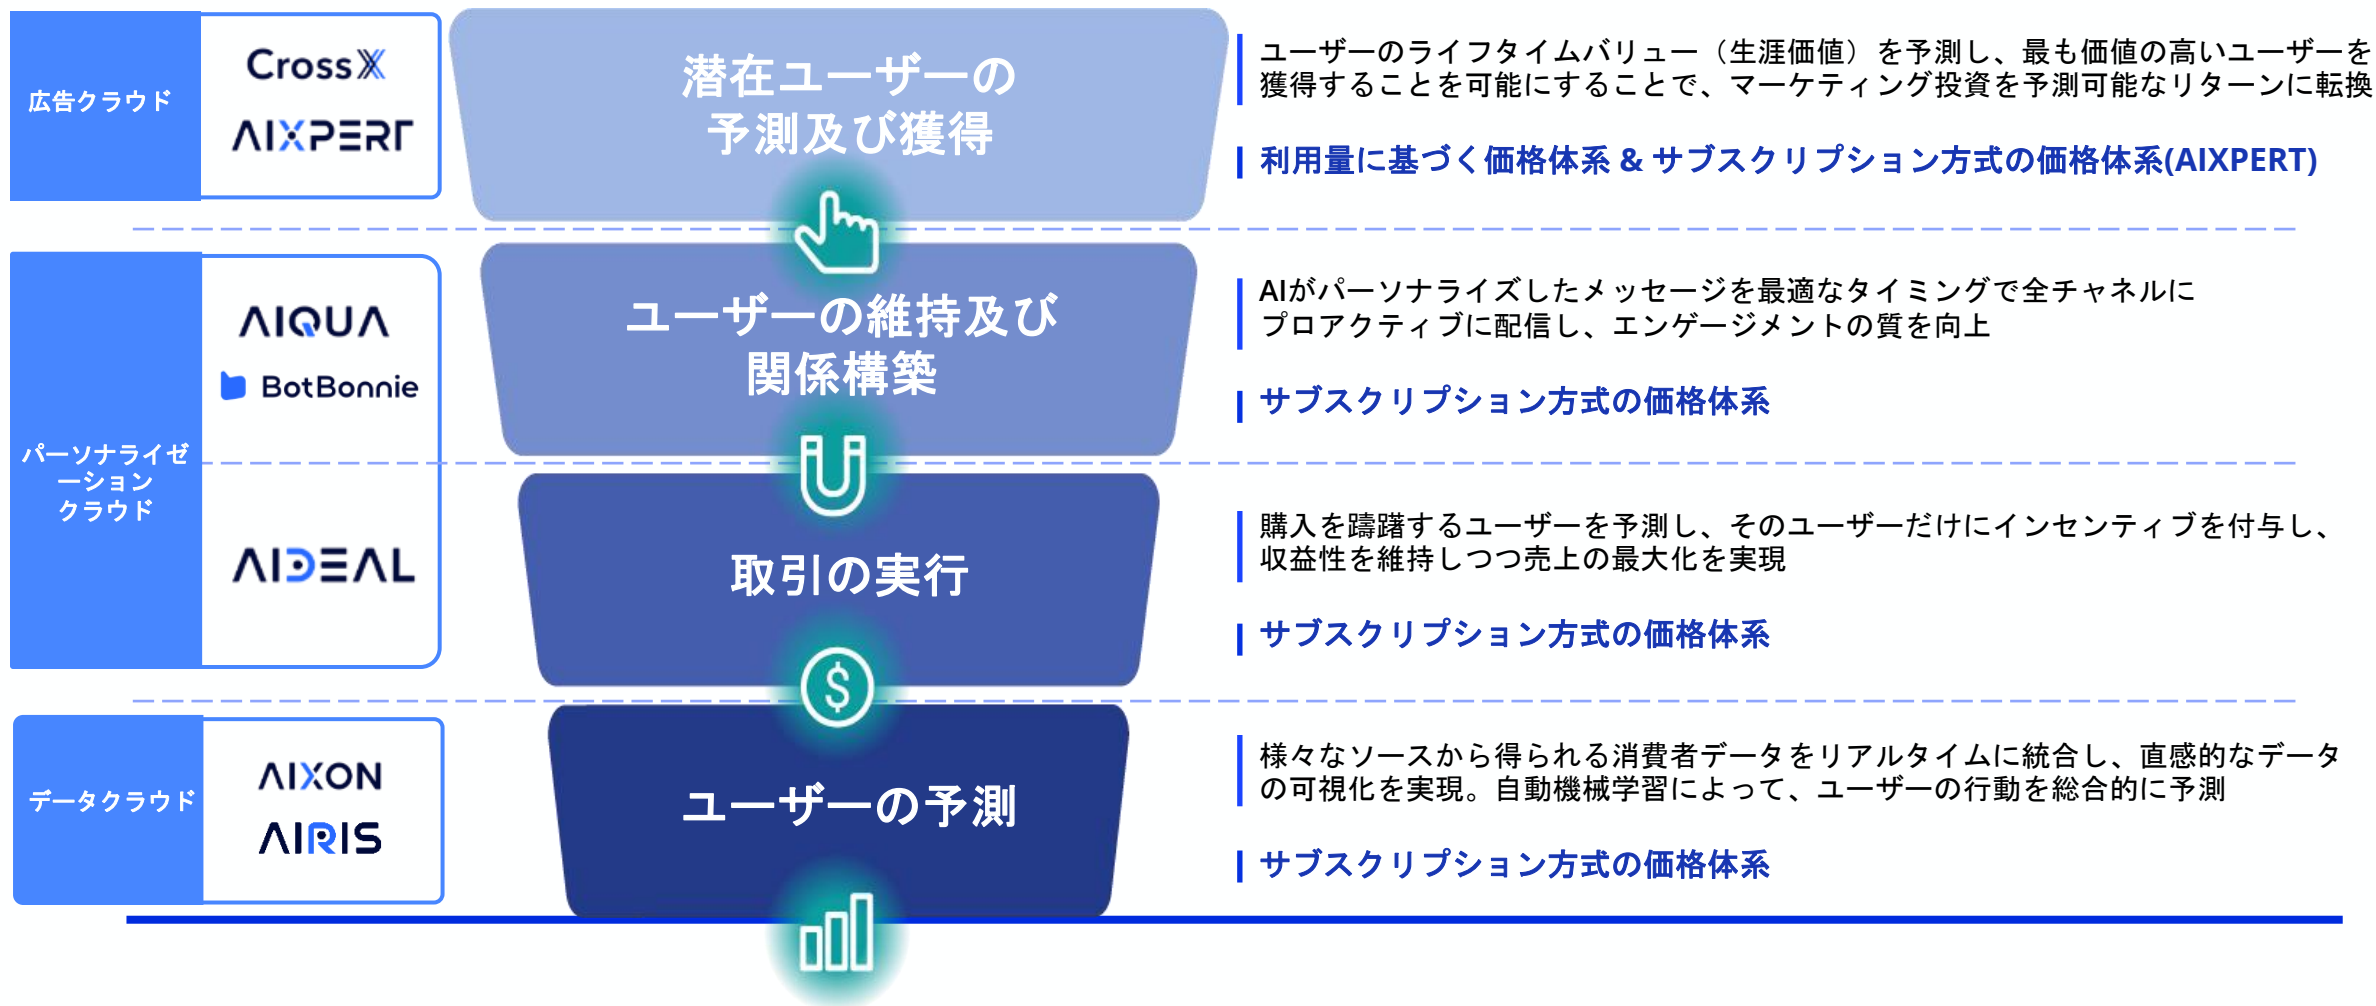 広告クラウド
CrossX
AIXPERT
潜在ユーザーの
予測及び獲得
ユーザーのライフタイムバリュー（生涯価値）を予測し、最も価値の高いユーザーを
獲得することを可能にすることで、マーケティング投資を予測可能なリターンに転換
利用量に基づく価格体系 & サブスクリプション方式の価格体系(AIXPERT)
パーソナライゼ
ーション
クラウド
AIQUA
BotBonnie
ユーザーの維持及び
関係構築
AIがパーソナライズしたメッセージを最適なタイミングで全チャネルに
プロアクティブに配信し、エンゲージメントの質を向上
サブスクリプション方式の価格体系
AIDEAL
取引の実行
$
購入を躊躇するユーザーを予測し、そのユーザーだけにインセンティブを付与し、
収益性を維持しつつ売上の最大化を実現
サブスクリプション方式の価格体系
データクラウド
AIXON
AIRIS
ユーザーの予測
様々なソースから得られる消費者データをリアルタイムに統合し、直感的なデータ
の可視化を実現。自動機械学習によって、ユーザーの行動を総合的に予測
サブスクリプション方式の価格体系